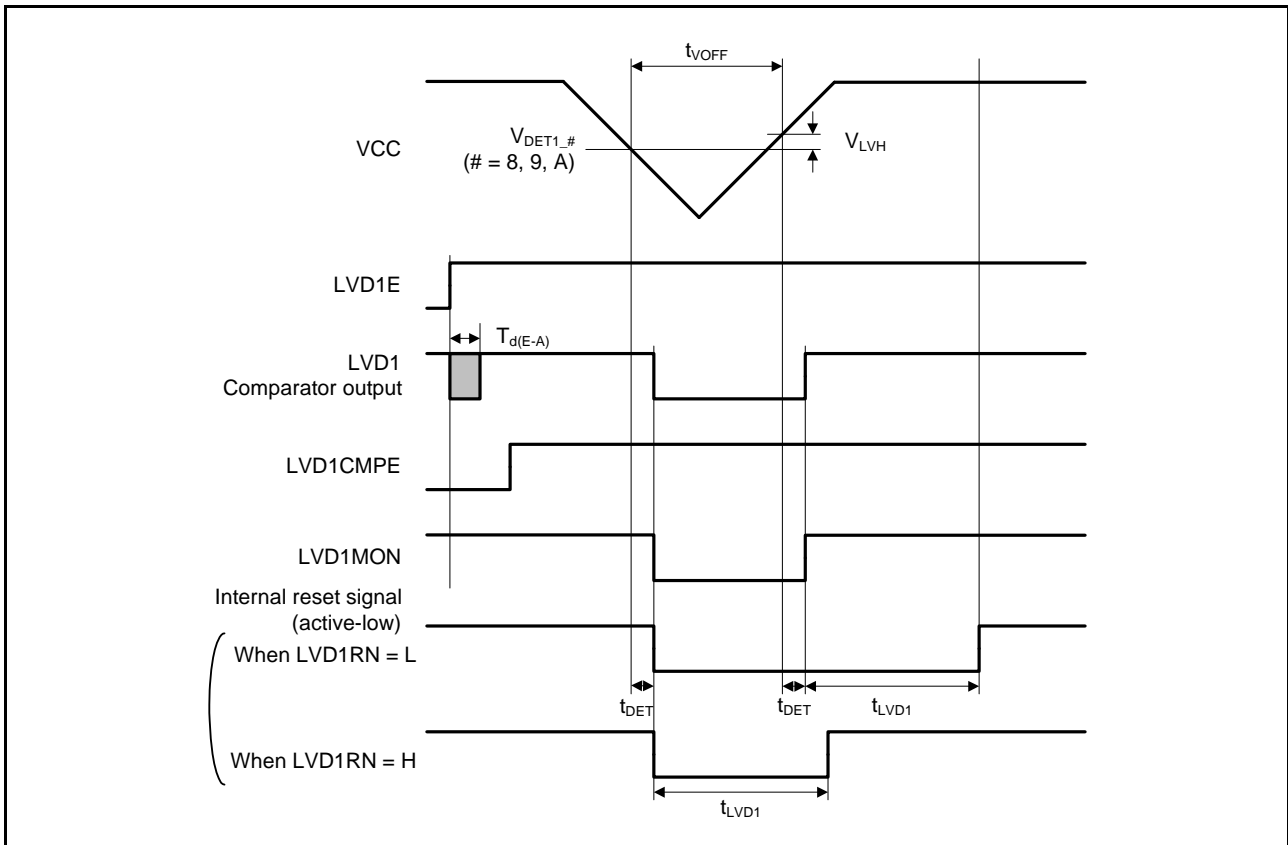 tVOFF
VCC
VDET1_#
(# = 8, 9, A)
VLVH
LVD1E
Td(E-A)
LVD1
Comparator output
LVD1CMPE
LVD1MON
Internal reset signal
(active-low)
When LVD1RN = L
tDET
tDET
tLVD1
When LVD1RN = H
tLVD1